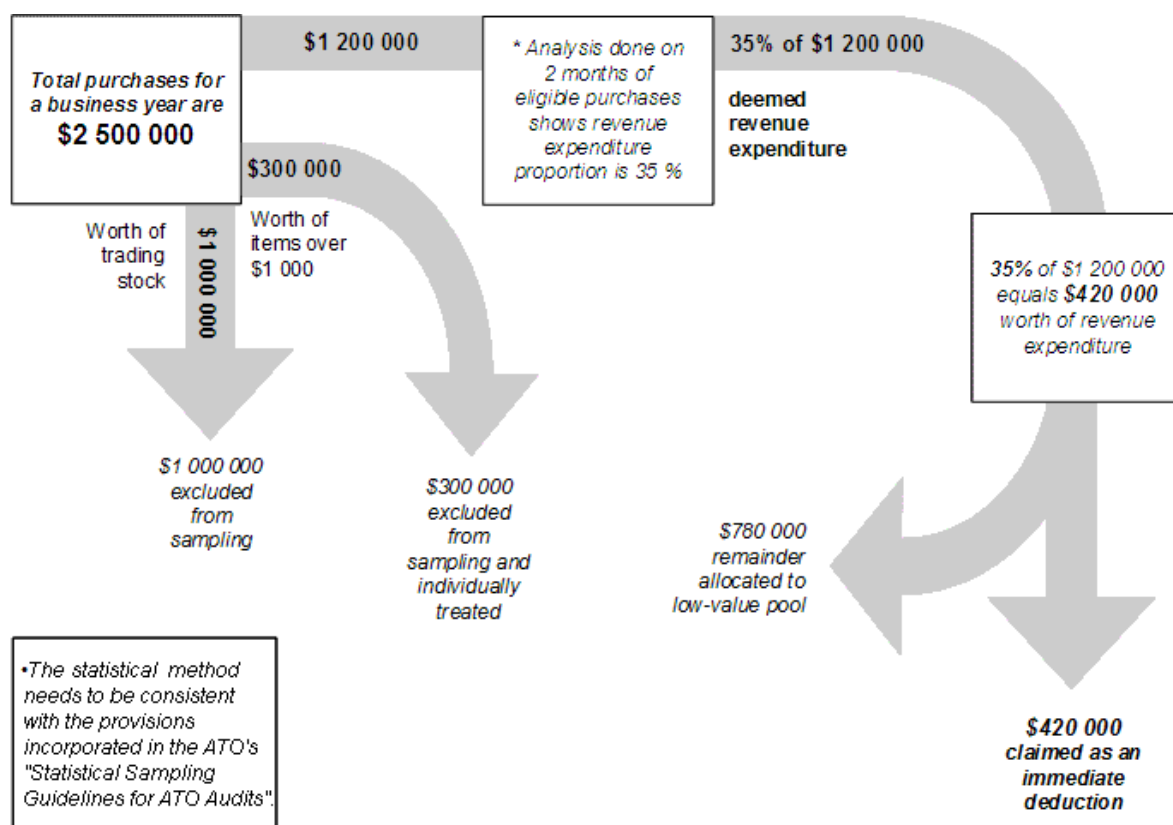 Total purchases for
a business year are
$2 500 000
$1 200 000
* Analysis done on
2 months of
eligible purchases
shows revenue
expenditure
proportion is 35 %
35% of $1 200 000
deemed
revenue
expenditure
$300 000
Worth of
items over
$1 000
Worth of
trading
stock
$1 000 000
35% of $1 200 000
equals $420 000
worth of revenue
expenditure
$1 000 000
excluded
from
sampling
$300 000
excluded
from
sampling and
individually
treated
$780 000
remainder
allocated to
low-value pool
$420 000
claimed as an
immediate
deduction
•The statistical method
needs to be consistent
with the provisions
incorporated in the ATO's
"Statistical Sampling
Guidelines for ATO Audits".